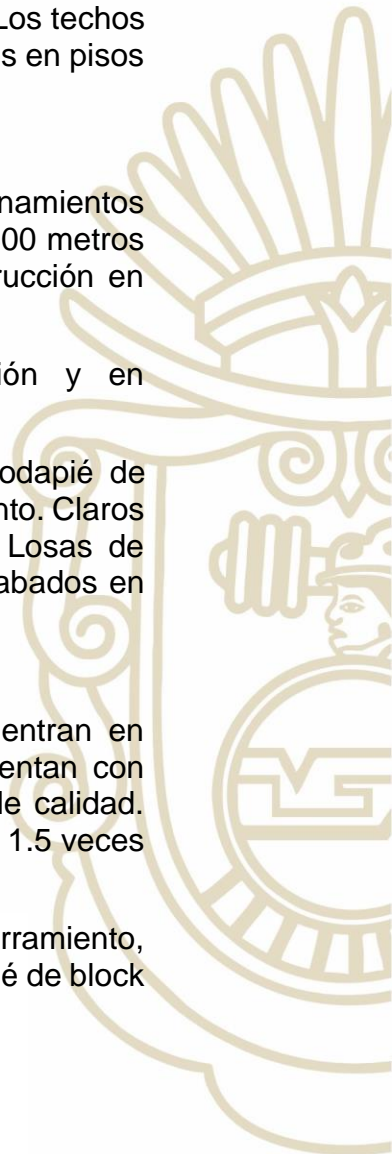 Los techos
s en pisos
namientos
00 metros
rucción en
ión y en
odapié de
nto. Claros
Losas de
abados en
entran en
entan con
le calidad.
1.5 veces
rramiento,
é de block